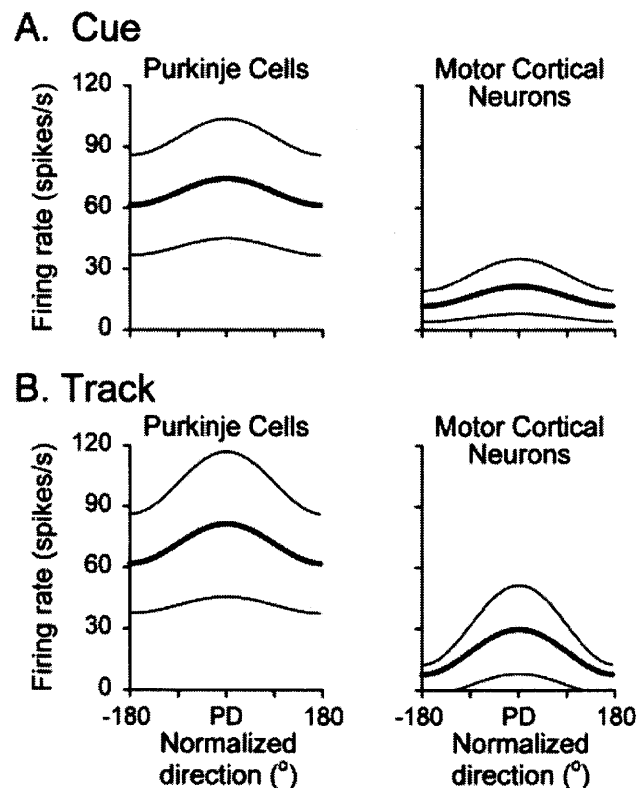 A. Cue
Purkinje Cells
Motor Cortical
Neurons
Firing rate (spikes/s)
120
90
60
30
0
B. Track
Purkinje Cells
Motor Cortical
Neurons
Firing rate (spikes/s)
120
90
60
30
0
-180 PD 180
-180 PD 180
Normalized
direction (°)
Normalized
direction (°)